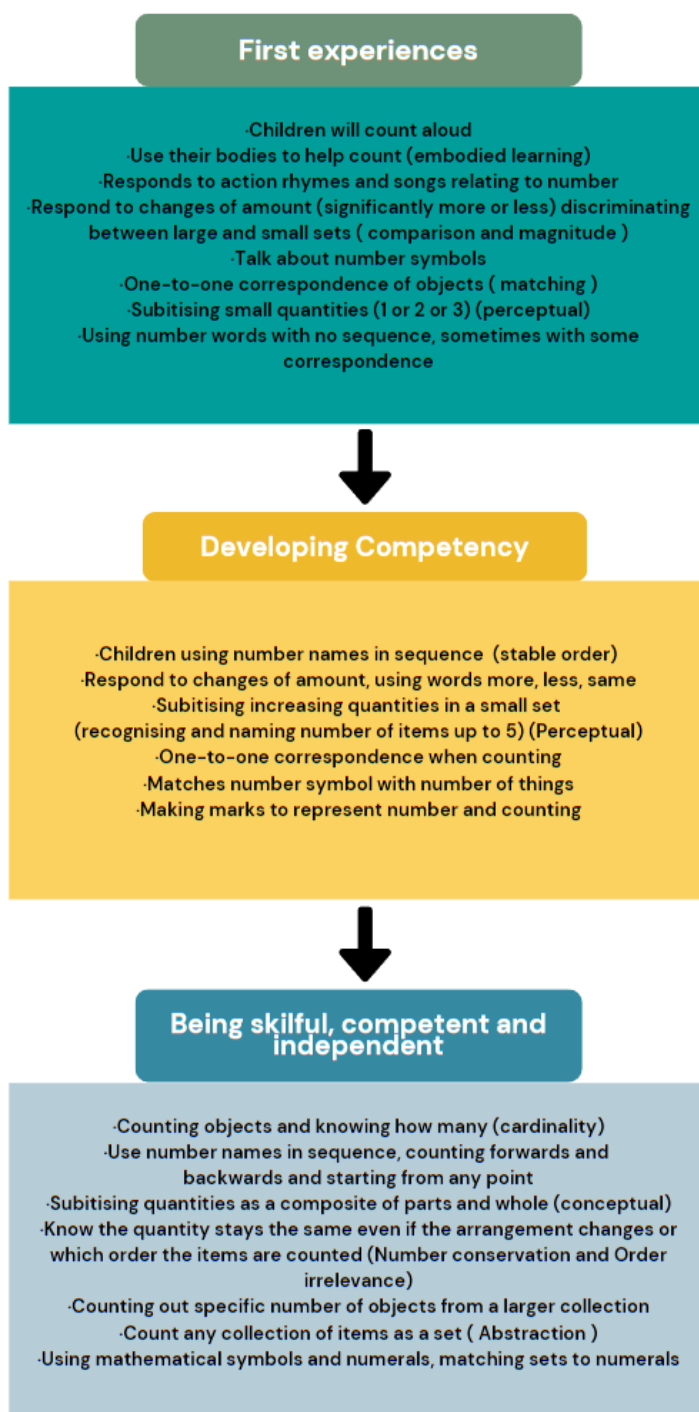 First experiences
·Children will count aloud
·Use their bodies to help count (embodied learning)
·Responds to action rhymes and songs relating to number
·Respond to changes of amount (significantly more or less) discriminating
between large and small sets ( comparison and magnitude )
·Talk about number symbols
·One-to-one correspondence of objects ( matching )
·Subitising small quantities (1 or 2 or 3) (perceptual)
·Using number words with no sequence, sometimes with some
correspondence
Developing Competency
·Children using number names in sequence (stable order)
·Respond to changes of amount, using words more, less, same
·Subitising increasing quantities in a small set
(recognising and naming number of items up to 5) (Perceptual)
·One-to-one correspondence when counting
·Matches number symbol with number of things
·Making marks to represent number and counting
Being skilful, competent and
independent
·Counting objects and knowing how many (cardinality)
·Use number names in sequence, counting forwards and
backwards and starting from any point
·Subitising quantities as a composite of parts and whole (conceptual)
·Know the quantity stays the same even if the arrangement changes or
which order the items are counted (Number conservation and Order
irrelevance)
·Counting out specific number of objects from a larger collection
·Count any collection of items as a set ( Abstraction )
·Using mathematical symbols and numerals, matching sets to numerals